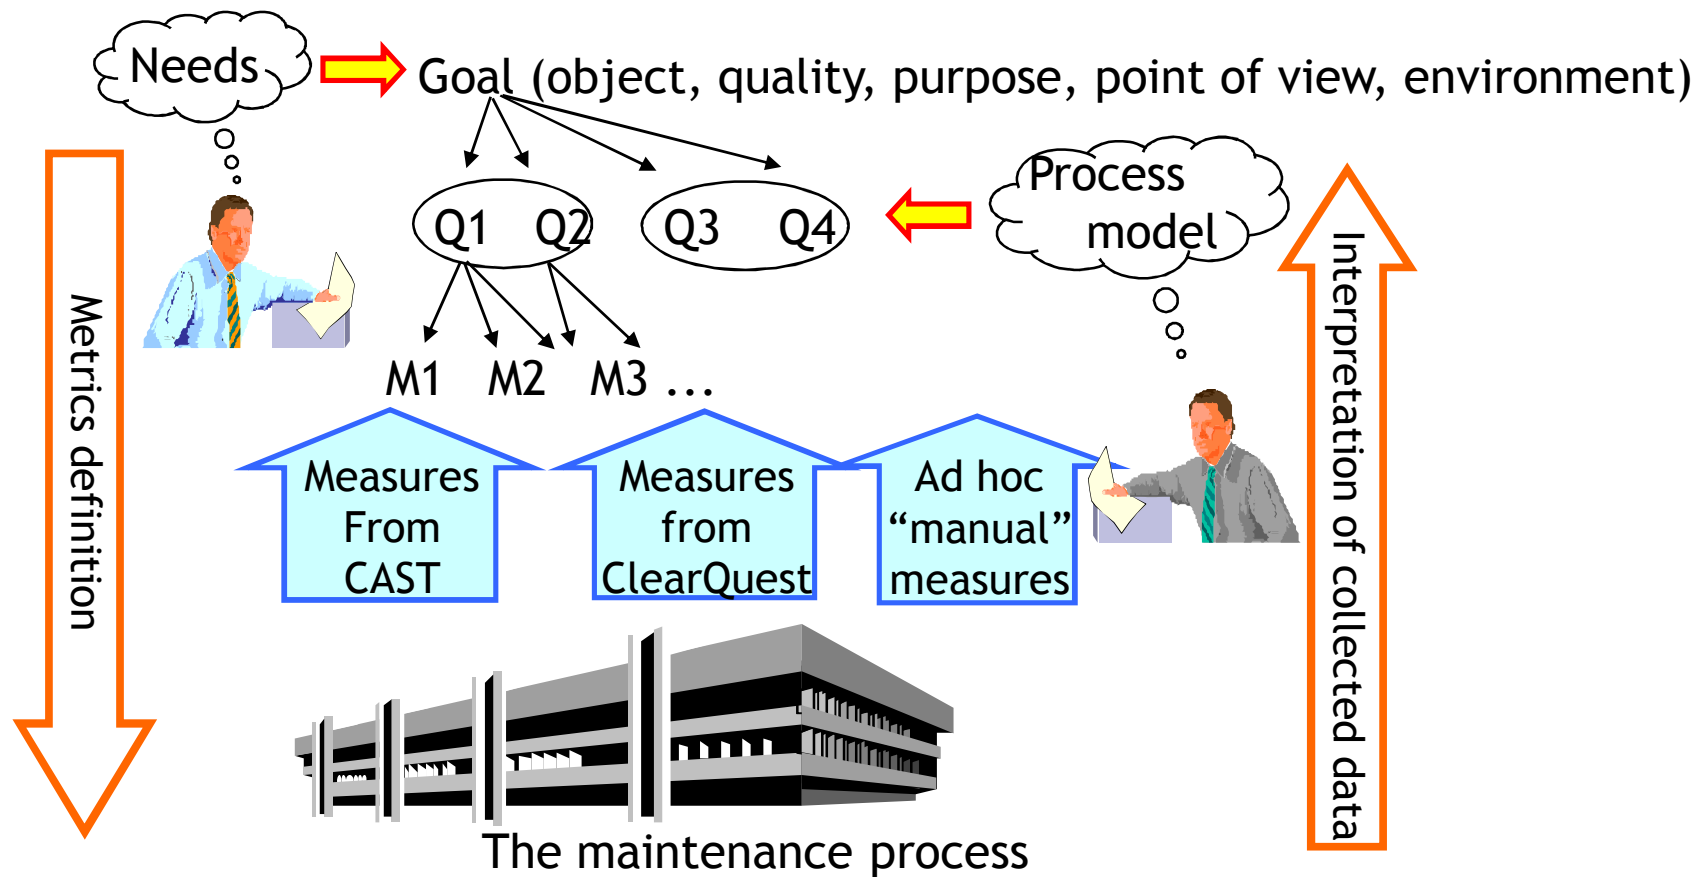 Needs
Goal (object, quality, purpose, point of view, environment)
Process
model
Q1 Q2 Q3 Q4
M1 M2 M3 ...
Metrics definition
Interpretation of collected data
Measures
From
CAST
Measures
from
ClearQuest
Ad hoc
“manual”
measures
The maintenance process